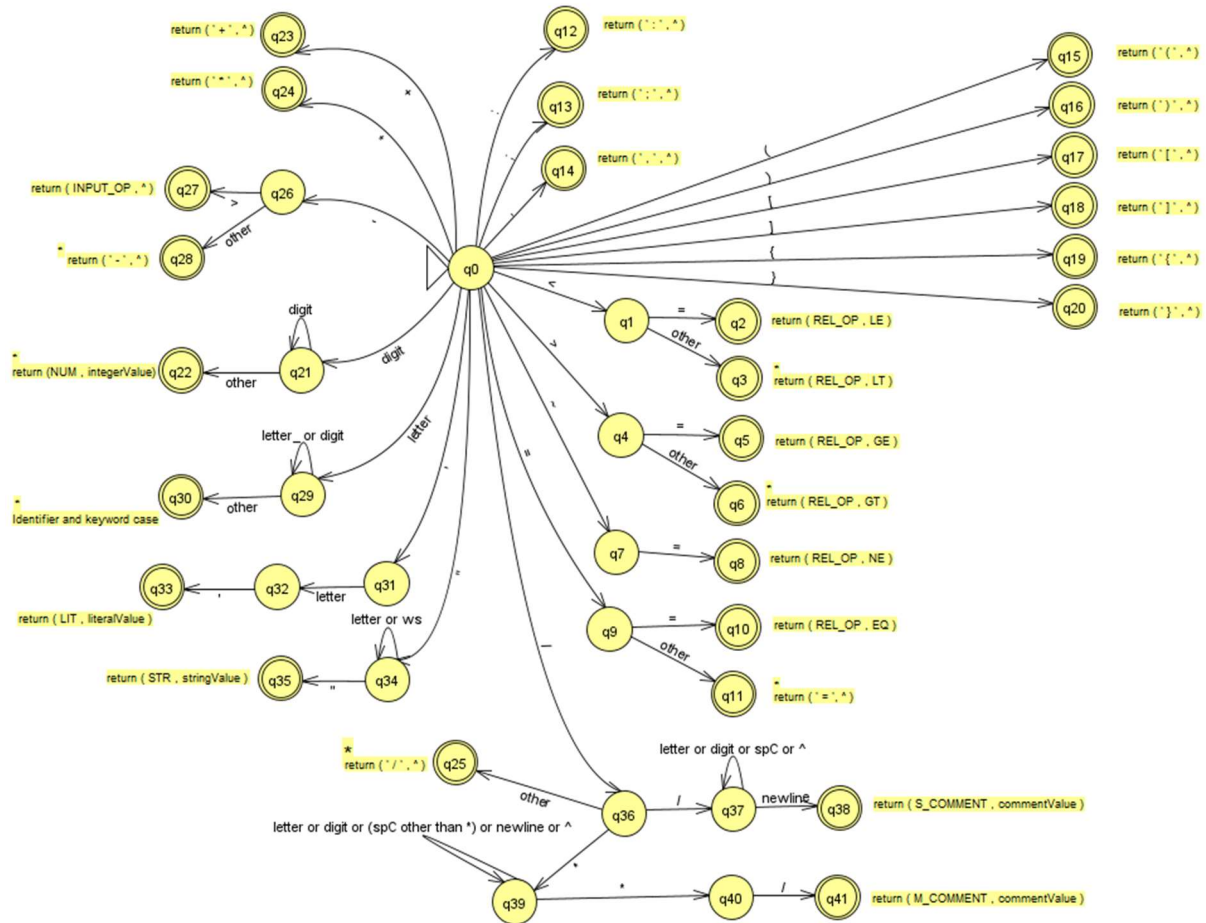 return ( ` + ` , ^ )
q23
return ( ` * ` , ^ )
q24
q12
return ( ` : ` , ^ )
q13
return ( ` ; ` , ^ )
q14
return ( ` , ` , ^ )
q15
return ( ` ( ` , ^ )
q16
return ( ` ) ` , ^ )
q17
return ( ` [ ` , ^ )
q18
return ( ` ] ` , ^ )
q19
return ( ` { ` , ^ )
q20
return ( ` } ` , ^ )
+
*
:
;
,
(
)
[
]
{
}
return ( INPUT_OP , ^ )
q27
>
q26
-
other
*
return ( ` - ` , ^ )
q28
q0
<
q1
=
q2
return ( REL_OP , LE )
other
q3
*
return ( REL_OP , LT )
digit
digit
*
return (NUM , integerValue)
q22
other
q21
>
q4
=
q5
return ( REL_OP , GE )
other
q6
*
return ( REL_OP , GT )
letter_ or digit
letter
*
Identifier and keyword case
q30
other
q29
~
q7
=
q8
return ( REL_OP , NE )
=
q9
=
q10
return ( REL_OP , EQ )
other
q11
*
return ( ` = ` , ^ )
'
q33
'
q32
letter
q31
return ( LIT , literalValue )
letter or ws
"
return ( STR , stringValue )
q35
"
q34
/
*
return ( ` / ` , ^ )
q25
other
q36
/
letter or digit or spC or ^
q37
newline
q38
return ( S_COMMENT , commentValue )
letter or digit or (spC other than *) or newline or ^
*
q39
*
q40
/
q41
return ( M_COMMENT , commentValue )